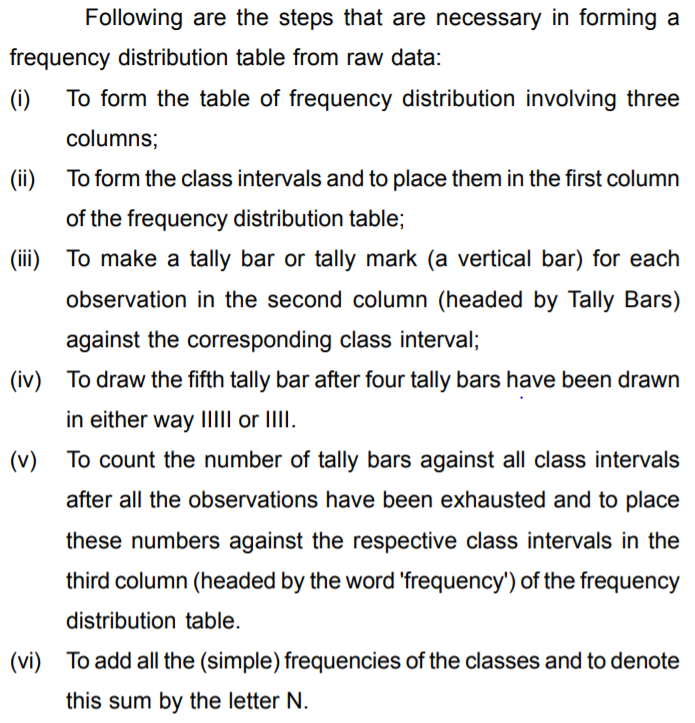 Following are the steps that are necessary in forming a
frequency distribution table from raw data:
(i) To form the table of frequency distribution involving three
columns;
(ii) To form the class intervals and to place them in the first column
of the frequency distribution table;
(iii) To make a tally bar or tally mark (a vertical bar) for each
observation in the second column (headed by Tally Bars)
against the corresponding class interval;
(iv) To draw the fifth tally bar after four tally bars have been drawn
in either way IIIII or IIII.
(v) To count the number of tally bars against all class intervals
after all the observations have been exhausted and to place
these numbers against the respective class intervals in the
third column (headed by the word 'frequency') of the frequency
distribution table.
(vi) To add all the (simple) frequencies of the classes and to denote
this sum by the letter N.